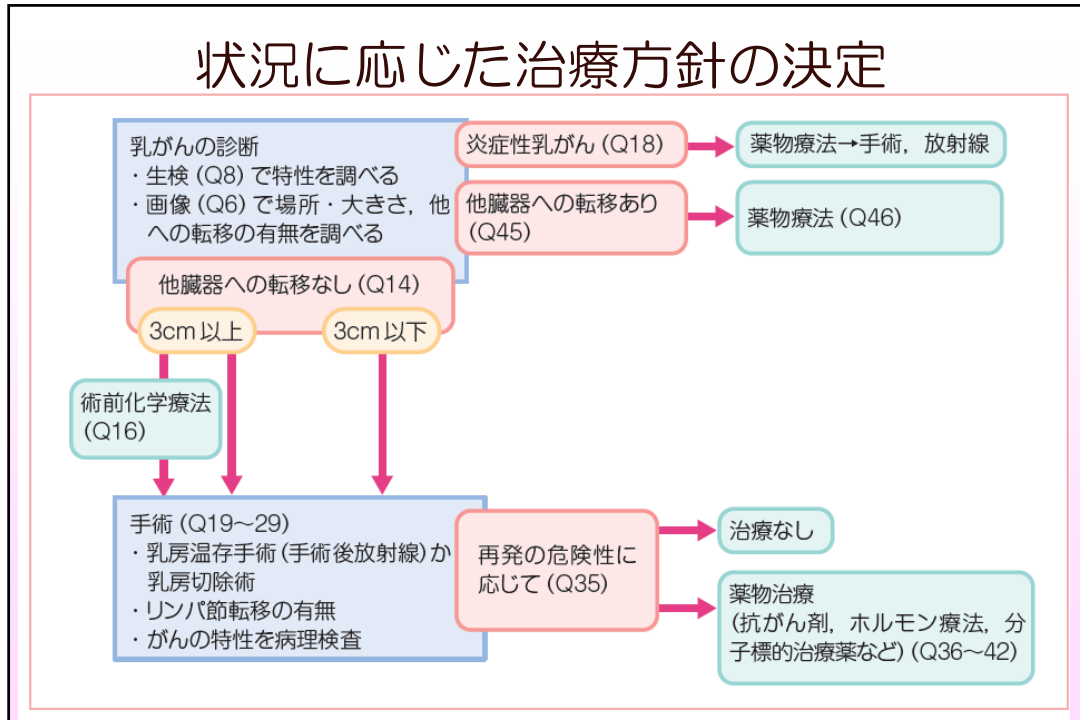 状況に応じた治療方針の決定
乳がんの診断
・生検（Q8）で特性を調べる
・画像（Q6）で場所・大きさ，他
への転移の有無を調べる
炎症性乳がん（Q18）
薬物療法→手術，放射線
他臓器への転移あり
（Q45）
薬物療法（Q46）
他臓器への転移なし（Q14）
3cm以上
3cm以下
術前化学療法
（Q16）
手術（Q19〜29）
・乳房温存手術（手術後放射線）か
乳房切除術
・リンパ節転移の有無
・がんの特性を病理検査
再発の危険性に
応じて（Q35）
治療なし
薬物治療
（抗がん剤，ホルモン療法，分
子標的治療薬など）（Q36〜42）